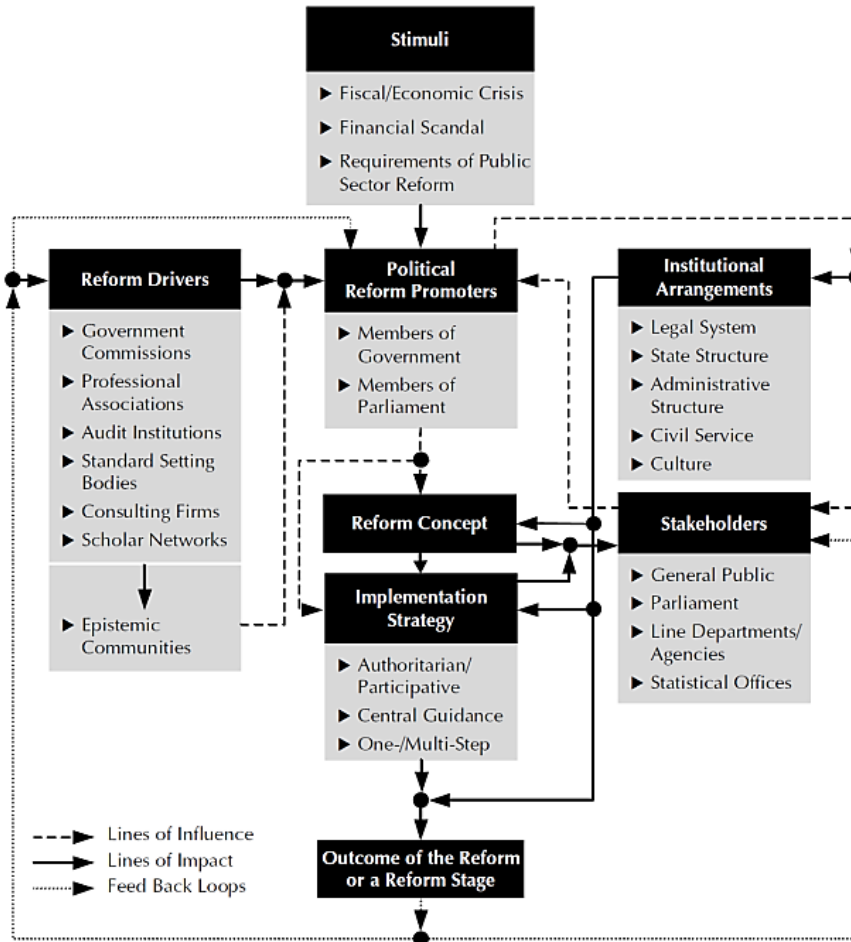 Stimuli
▶ Fiscal/Economic Crisis
▶ Financial Scandal
▶ Requirements of Public
Sector Reform
Reform Drivers
▶ Government
Commissions
▶ Professional
Associations
▶ Audit Institutions
▶ Standard Setting
Bodies
▶ Consulting Firms
▶ Scholar Networks
▶ Epistemic
Communities
Political
Reform Promoters
▶ Members of
Government
▶ Members of
Parliament
Institutional
Arrangements
▶ Legal System
▶ State Structure
▶ Administrative
Structure
▶ Civil Service
▶ Culture
Reform Concept
Implementation
Strategy
▶ Authoritarian/
Participative
▶ Central Guidance
▶ One-/Multi-Step
Stakeholders
▶ General Public
▶ Parliament
▶ Line Departments/
Agencies
▶ Statistical Offices
Outcome of the Reform
or a Reform Stage
Lines of Influence
Lines of Impact
Feed Back Loops